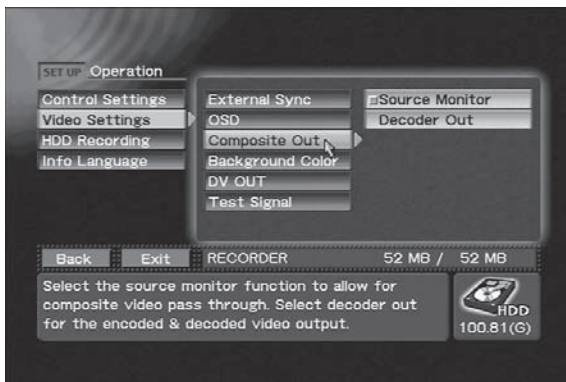 SET UP Operation
Control Settings
Video Settings
HDD Recording
Info Language
External Sync
OSD
Composite Out
Background Color
DV OUT
Test Signal
Source Monitor
Decoder Out
Back Exit RECORDER 52 MB / 52 MB
Select the source monitor function to allow for
composite video pass through. Select decoder out
for the encoded & decoded video output.
HDD
100.81(G)